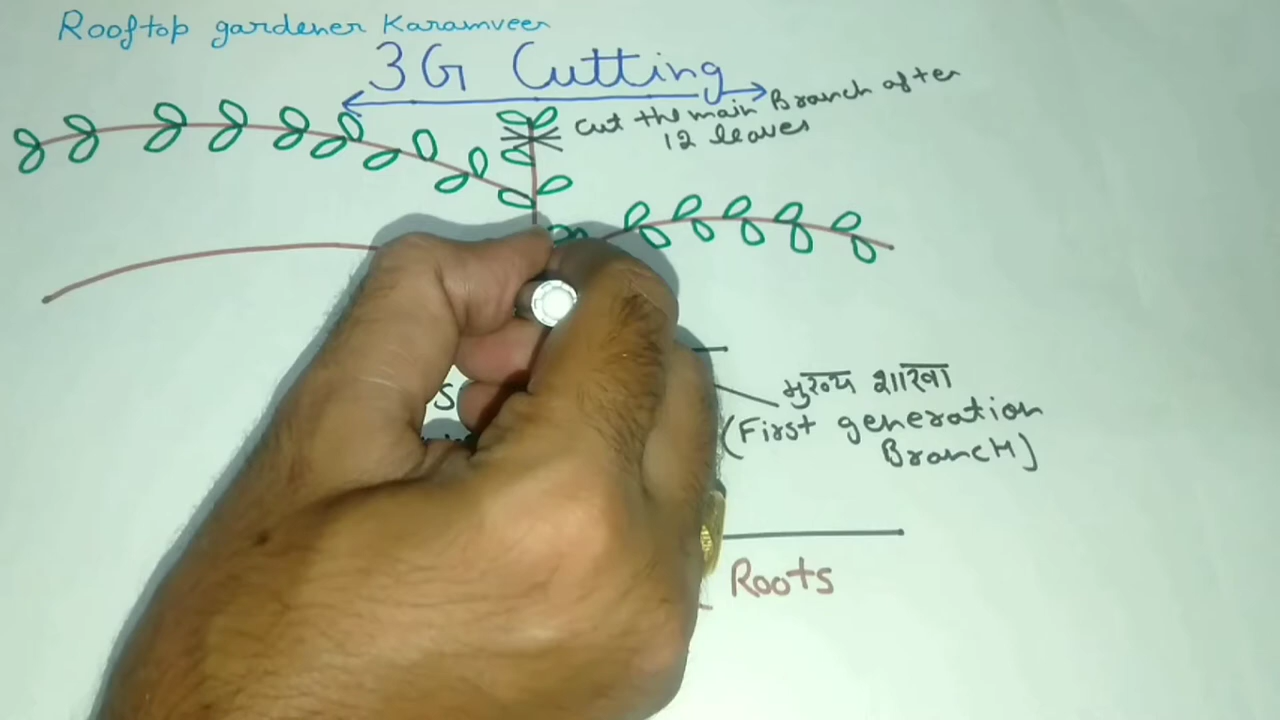 Rooftop gardener Karamveer
3G Cutting
Cut the main Branch after
12 leaves
मुख्य शाखा
(First generation
Branch)
Roots